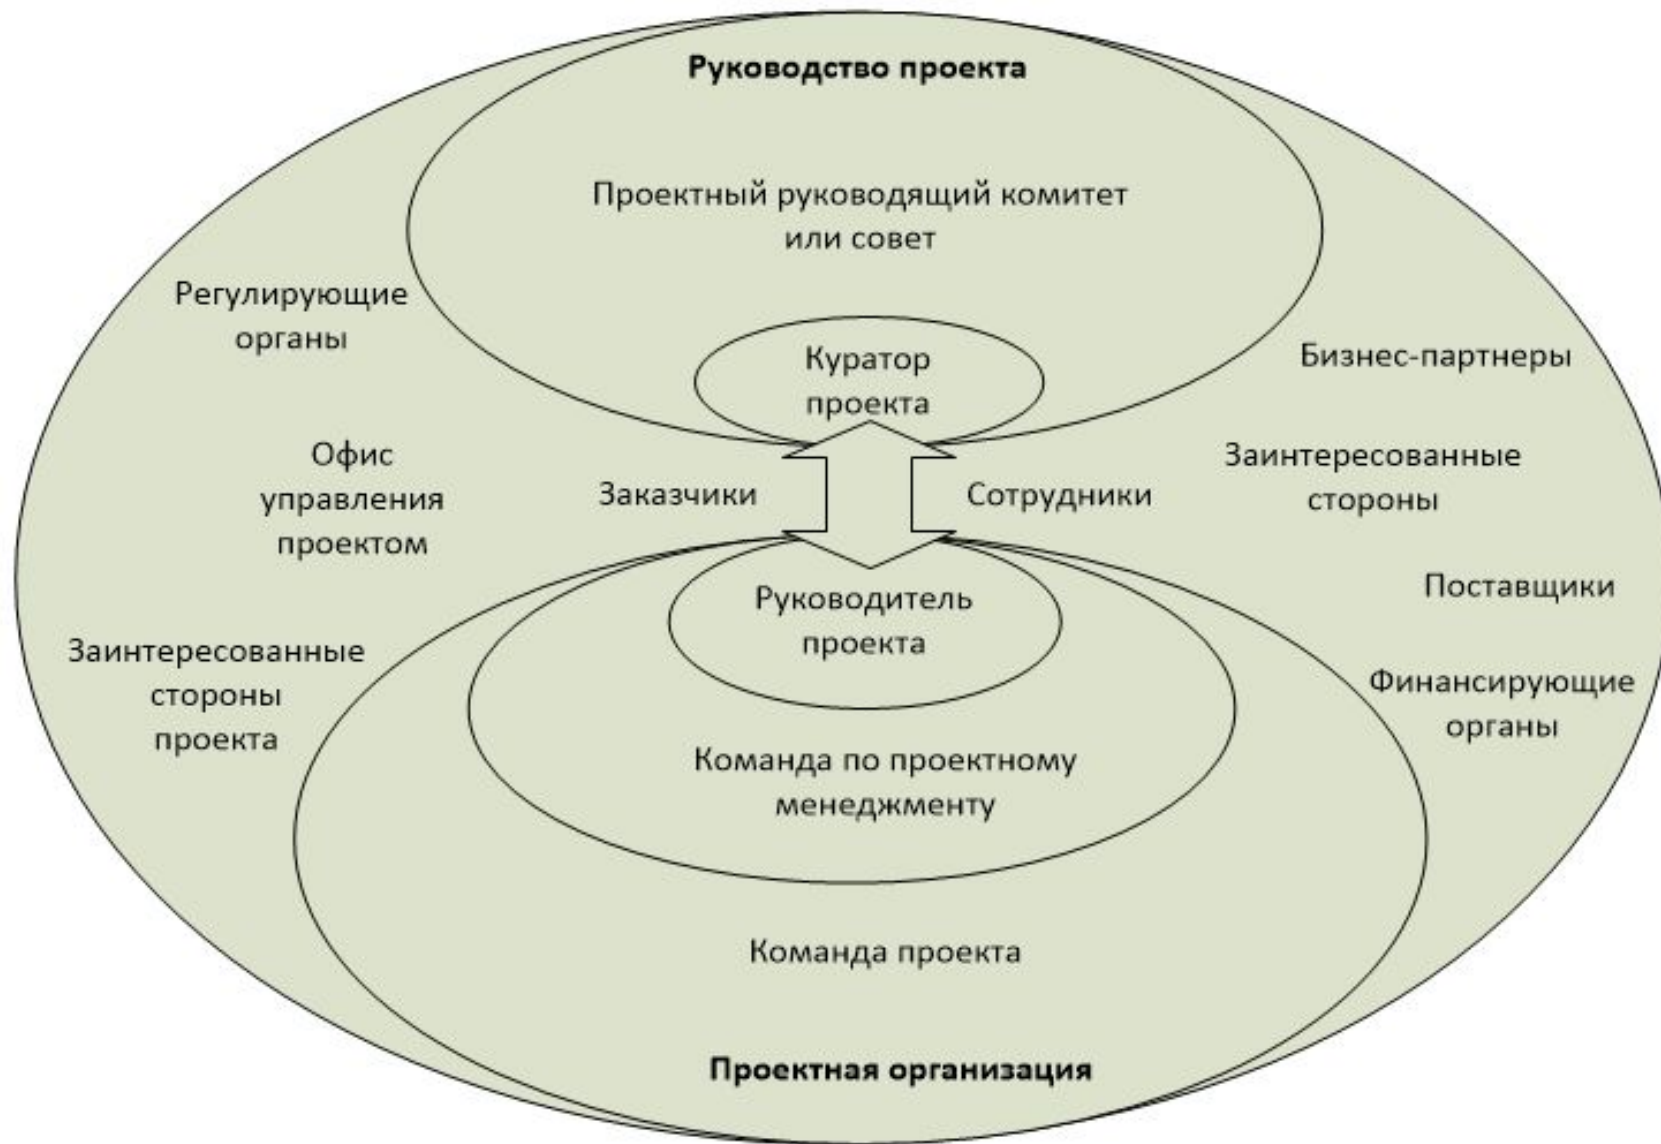 Руководство проекта
Проектный руководящий комитет
или совет
Регулирующие
органы
Куратор
проекта
Бизнес-партнеры
Офис
управления
проектом
Заказчики
Сотрудники
Заинтересованные
стороны
Руководитель
проекта
Поставщики
Заинтересованные
стороны
проекта
Финансирующие
органы
Команда по проектному
менеджменту
Команда проекта
Проектная организация